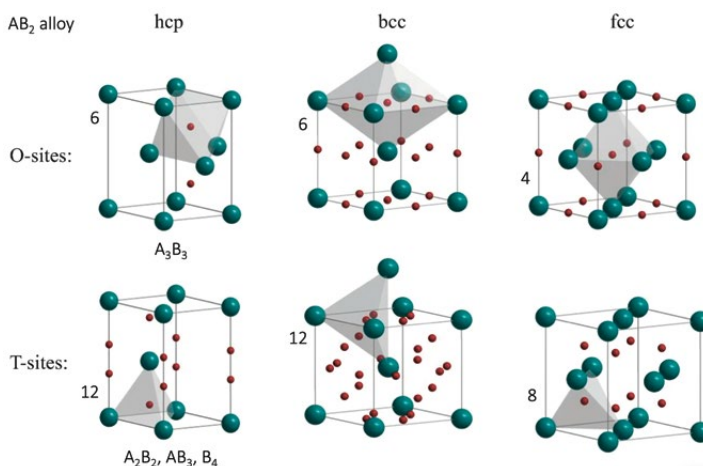 AB₂ alloy hcp bcc fcc
6
6
4
O-sites:
A₃B₃
12
12
8
T-sites:
A₂B₂, AB₃, B₄